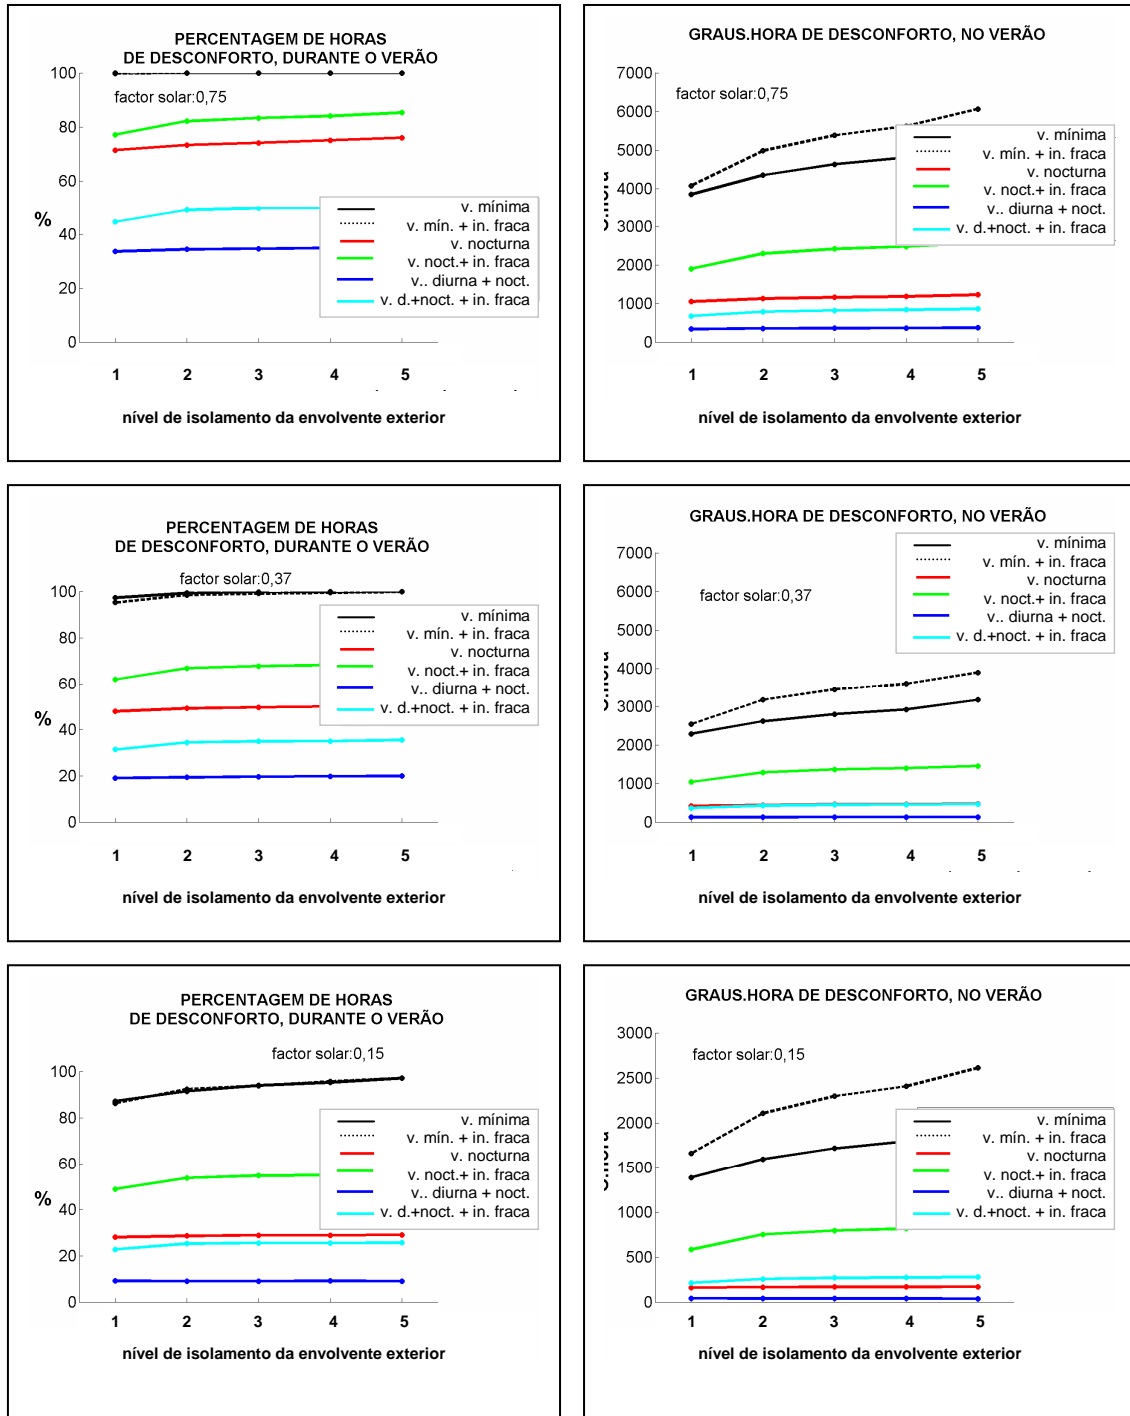 PERCENTAGEM DE HORAS
DE DESCONFORTO, DURANTE O VERÃO
factor solar:0,75
100
80
60
40
20
0
%
v. mínima
v. mín. + in. fraca
v. nocturna
v. noct.+ in. fraca
v.. diurna + noct.
v. d.+noct. + in. fraca
1 2 3 4 5
nível de isolamento da envolvente exterior
GRAUS.HORA DE DESCONFORTO, NO VERÃO
factor solar:0,75
7000
6000
5000
4000
3000
2000
1000
0
v. mínima
v. mín. + in. fraca
v. nocturna
v. noct.+ in. fraca
v.. diurna + noct.
v. d.+noct. + in. fraca
1 2 3 4 5
nível de isolamento da envolvente exterior
PERCENTAGEM DE HORAS
DE DESCONFORTO, DURANTE O VERÃO
factor solar:0,37
100
80
60
40
20
0
%
v. mínima
v. mín. + in. fraca
v. nocturna
v. noct.+ in. fraca
v.. diurna + noct.
v. d.+noct. + in. fraca
1 2 3 4 5
nível de isolamento da envolvente exterior
GRAUS.HORA DE DESCONFORTO, NO VERÃO
factor solar:0,37
7000
6000
5000
4000
3000
2000
1000
0
v. mínima
v. mín. + in. fraca
v. nocturna
v. noct.+ in. fraca
v.. diurna + noct.
v. d.+noct. + in. fraca
1 2 3 4 5
nível de isolamento da envolvente exterior
PERCENTAGEM DE HORAS
DE DESCONFORTO, DURANTE O VERÃO
factor solar:0,15
100
80
60
40
20
0
%
v. mínima
v. mín. + in. fraca
v. nocturna
v. noct.+ in. fraca
v.. diurna + noct.
v. d.+noct. + in. fraca
1 2 3 4 5
nível de isolamento da envolvente exterior
GRAUS.HORA DE DESCONFORTO, NO VERÃO
factor solar:0,15
3000
2500
2000
1500
1000
500
0
v. mínima
v. mín. + in. fraca
v. nocturna
v. noct.+ in. fraca
v.. diurna + noct.
v. d.+noct. + in. fraca
1 2 3 4 5
nível de isolamento da envolvente exterior